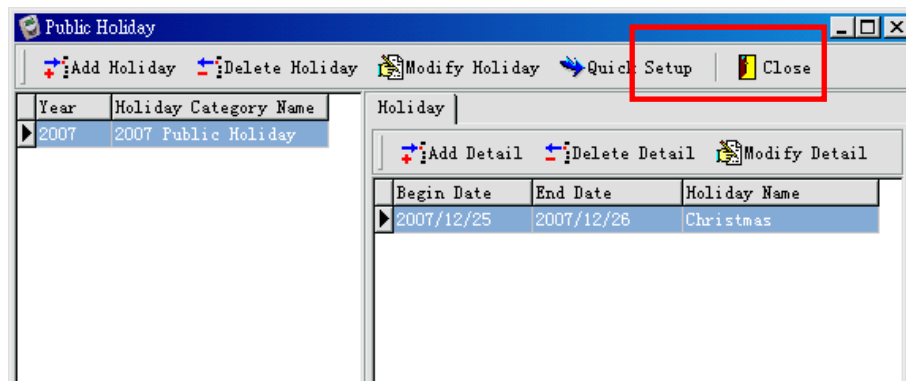 Public Holiday
Add Holiday Delete Holiday Modify Holiday Quick Setup Close
Year Holiday Category Name
2007 2007 Public Holiday
Holiday
Add Detail Delete Detail Modify Detail
Begin Date End Date Holiday Name
2007/12/25 2007/12/26 Christmas